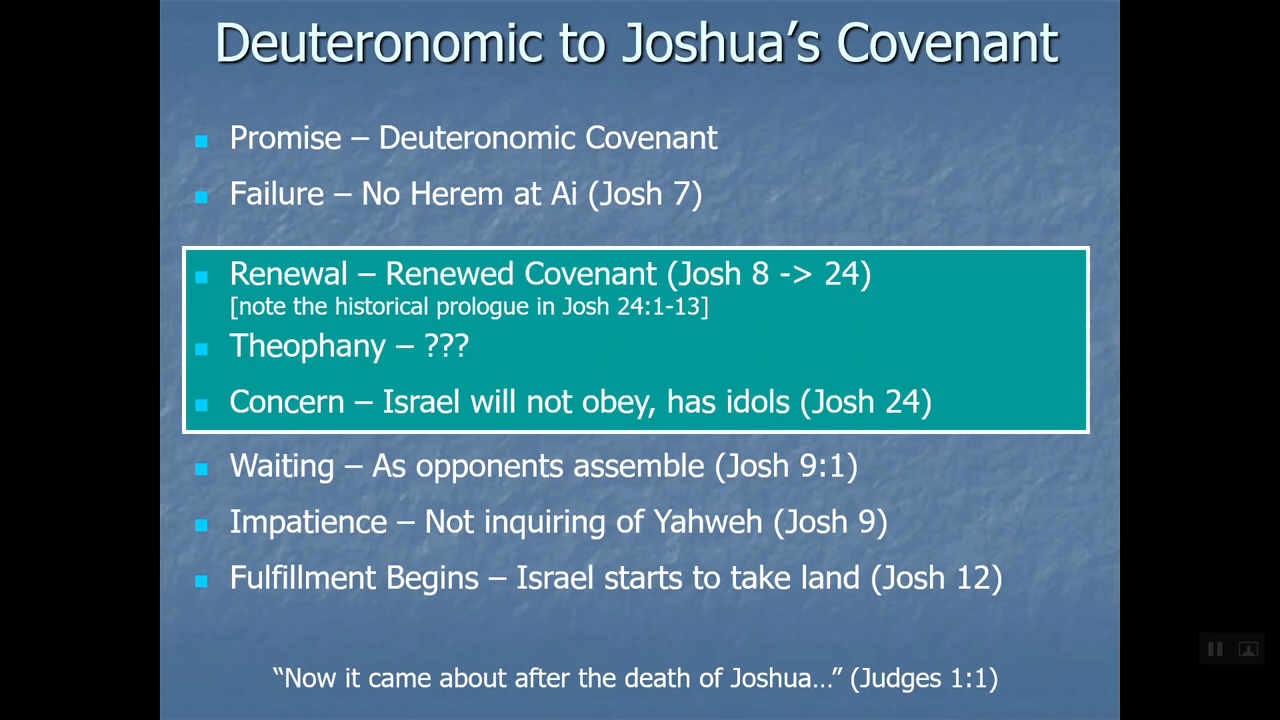 Deuteronomic to Joshua’s Covenant
Promise – Deuteronomic Covenant
Failure – No Herem at Ai (Josh 7)
Renewal – Renewed Covenant (Josh 8 -> 24)
[note the historical prologue in Josh 24:1-13]
Theophany – ???
Concern – Israel will not obey, has idols (Josh 24)
Waiting – As opponents assemble (Josh 9:1)
Impatience – Not inquiring of Yahweh (Josh 9)
Fulfillment Begins – Israel starts to take land (Josh 12)
“Now it came about after the death of Joshua…” (Judges 1:1)